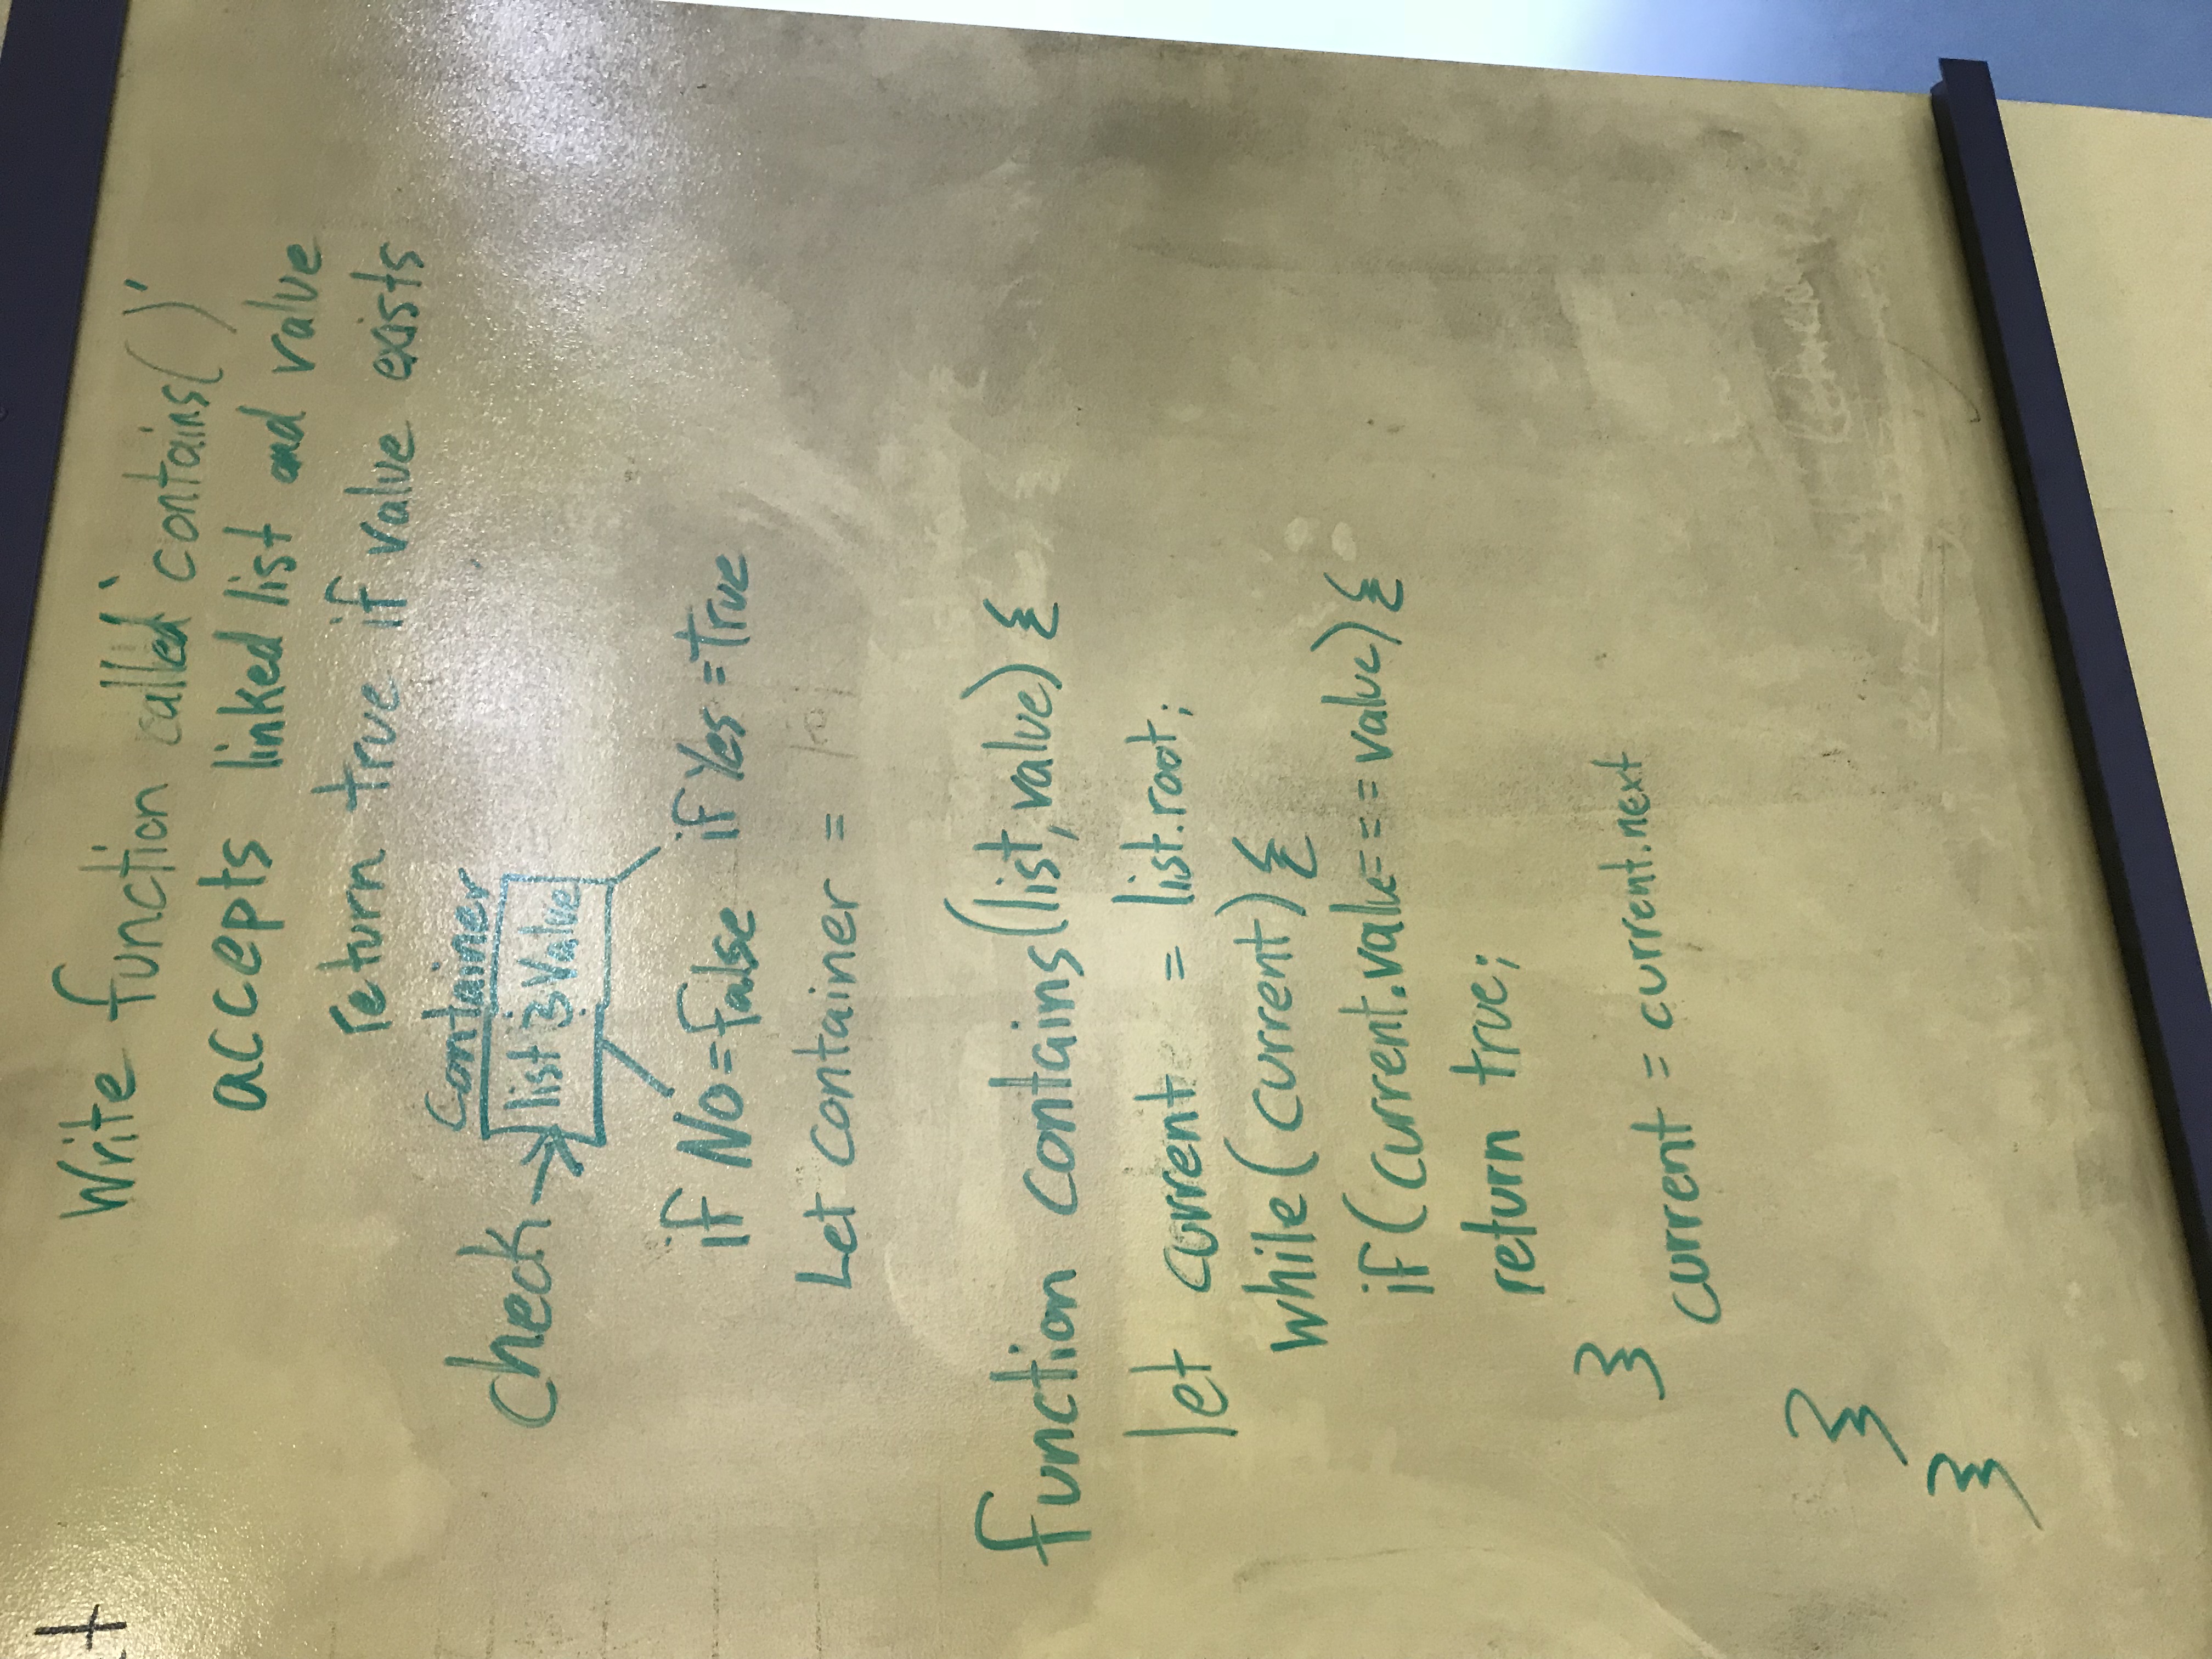 t
Write function called 'contains( )'
accepts linked list and value
return true if value exists
Container
check → list & Value
if No = false if Yes = True
Let container =
function contains(list, value) {
let current = list.root;
while (current) {
if (current.value === value) {
return true;
}
current = current.next
}
}